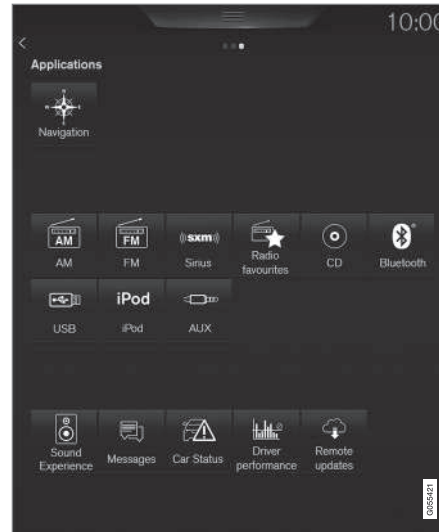 10:00
Applications
N
W E
S
Navigation
AM FM sxm
AM FM Sirius Radio favourites CD Bluetooth
iPod
USB iPod AUX
Sound Experience Messages Car Status Driver performance Remote updates
G055421